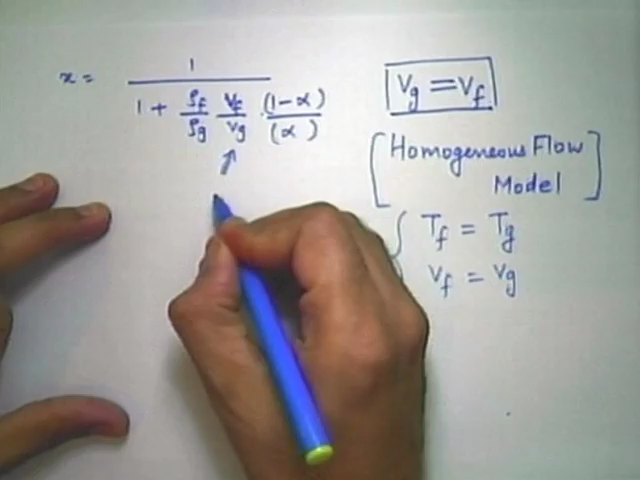 x = 1 / (1 + ρf/ρg vf/vg · (1-α)/(α))
Vg = Vf
[Homogeneous Flow
Model]
{ Tf = Tg
Vf = Vg